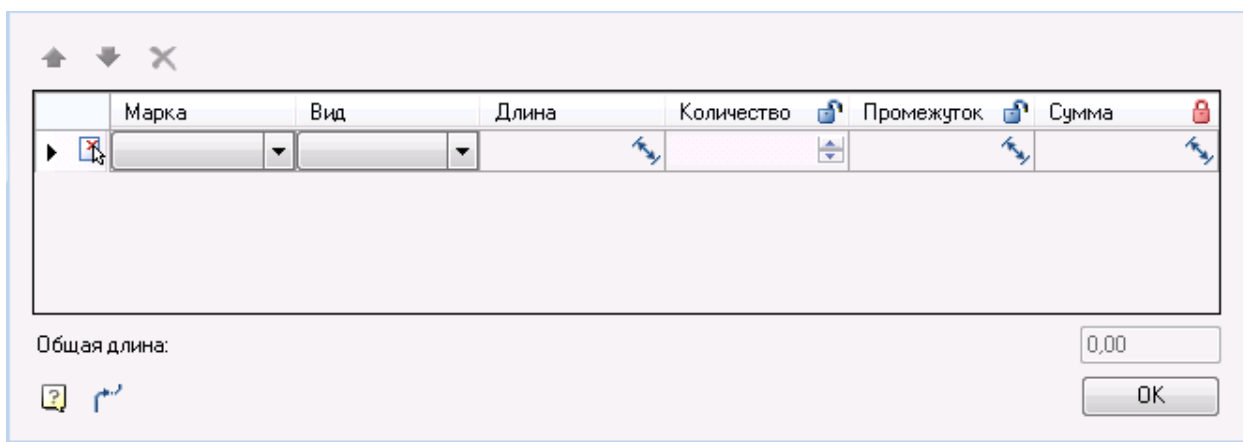 Марка Вид Длина Количество Промежуток Сумма
Общая длина: 0,00
OK